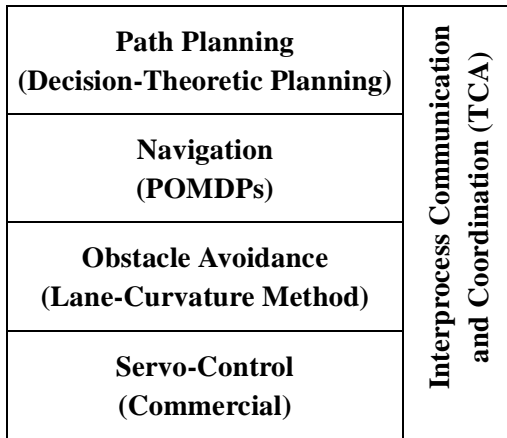 Path Planning
(Decision-Theoretic Planning)
Navigation
(POMDPs)
Obstacle Avoidance
(Lane-Curvature Method)
Servo-Control
(Commercial)
Interprocess Communication
and Coordination (TCA)